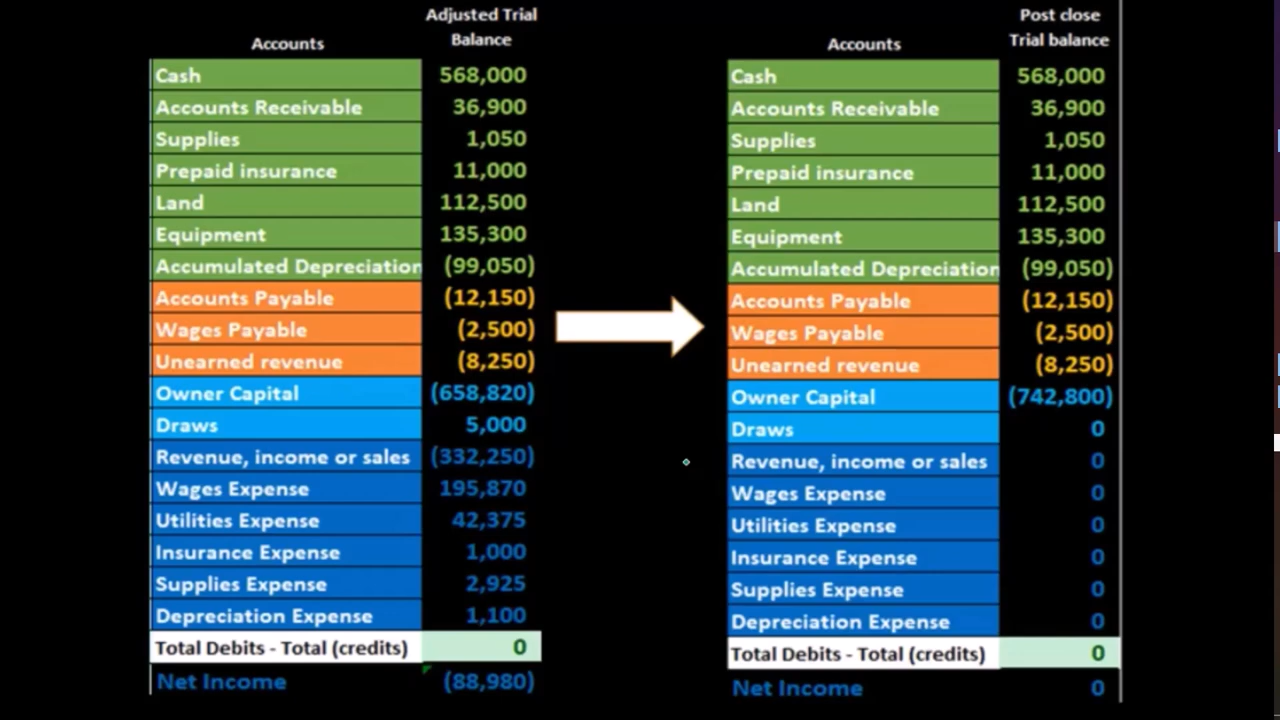 Accounts Adjusted Trial Balance
Cash 568,000
Accounts Receivable 36,900
Supplies 1,050
Prepaid insurance 11,000
Land 112,500
Equipment 135,300
Accumulated Depreciation (99,050)
Accounts Payable (12,150)
Wages Payable (2,500)
Unearned revenue (8,250)
Owner Capital (658,820)
Draws 5,000
Revenue, income or sales (332,250)
Wages Expense 195,870
Utilities Expense 42,375
Insurance Expense 1,000
Supplies Expense 2,925
Depreciation Expense 1,100
Total Debits - Total (credits) 0
Net Income (88,980)
Accounts Post close Trial balance
Cash 568,000
Accounts Receivable 36,900
Supplies 1,050
Prepaid insurance 11,000
Land 112,500
Equipment 135,300
Accumulated Depreciation (99,050)
Accounts Payable (12,150)
Wages Payable (2,500)
Unearned revenue (8,250)
Owner Capital (742,800)
Draws 0
Revenue, income or sales 0
Wages Expense 0
Utilities Expense 0
Insurance Expense 0
Supplies Expense 0
Depreciation Expense 0
Total Debits - Total (credits) 0
Net Income 0